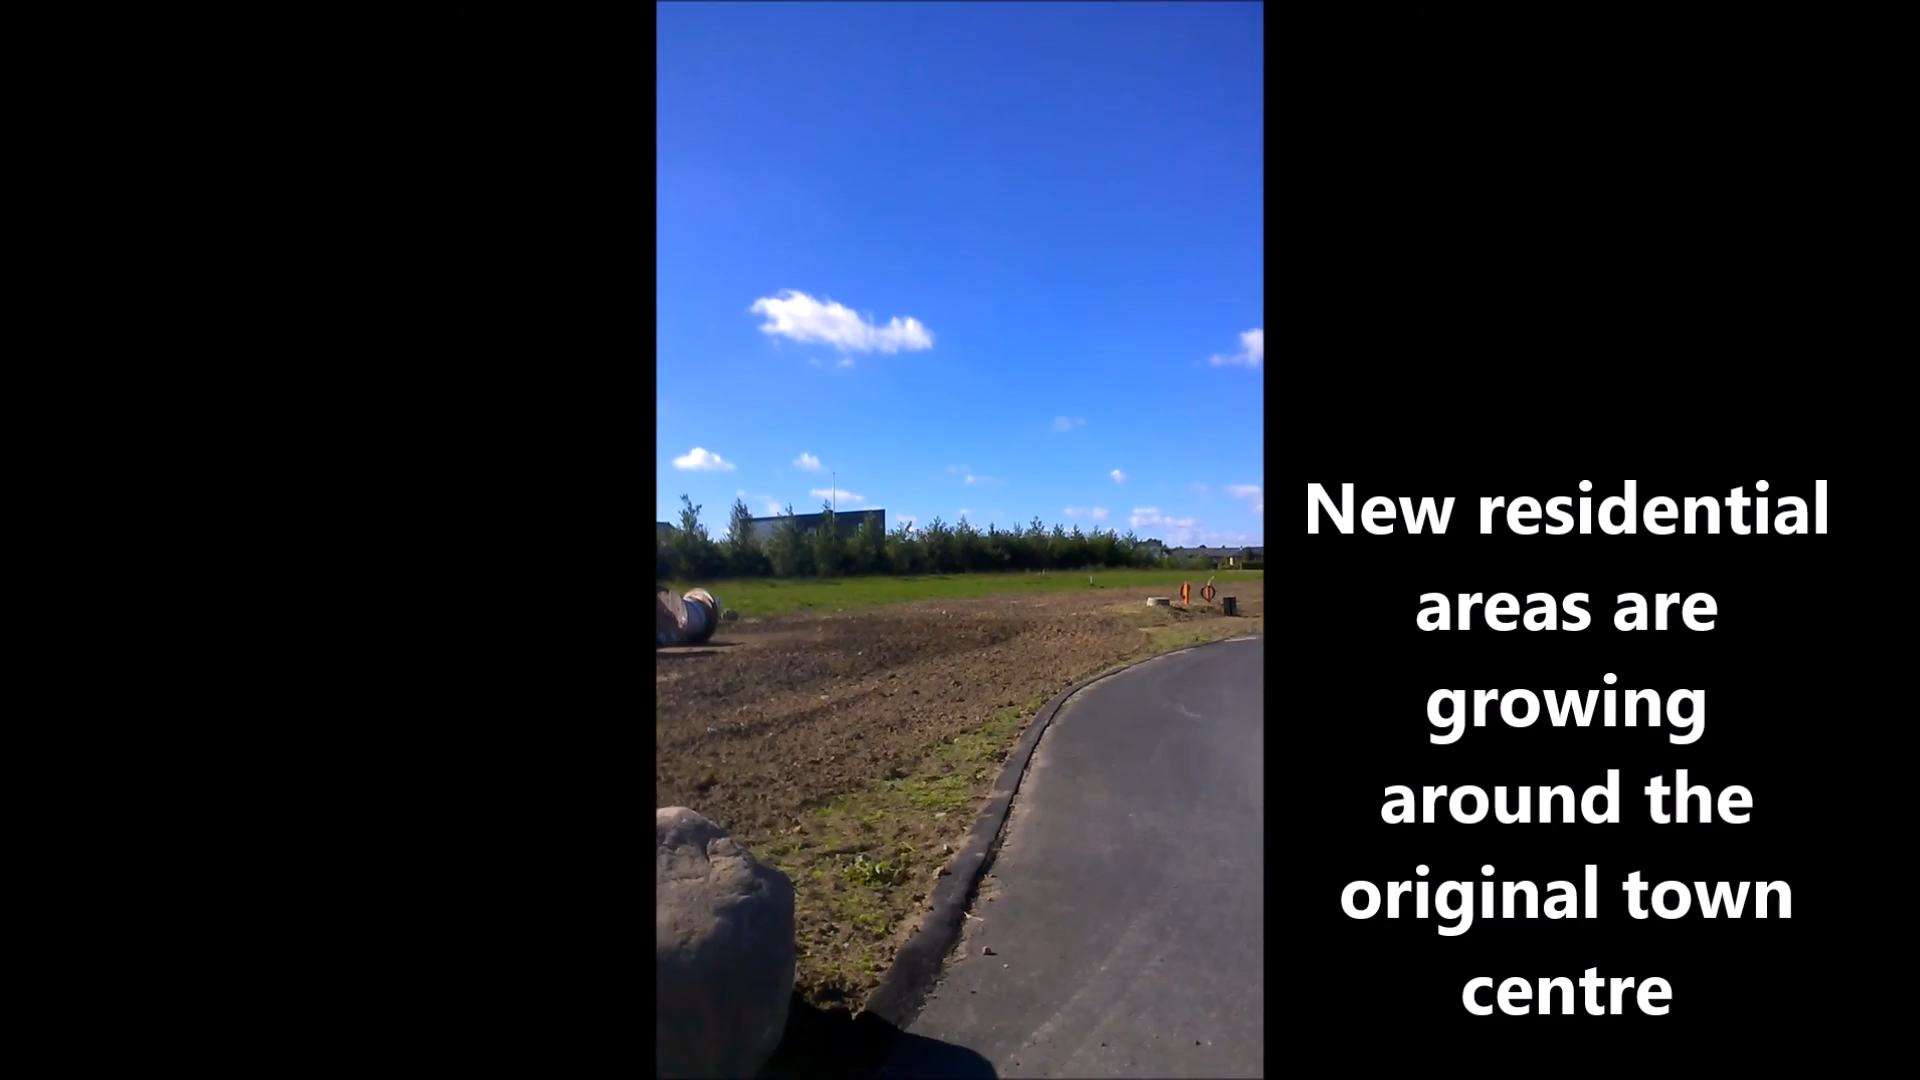 New residential
areas are
growing
around the
original town
centre